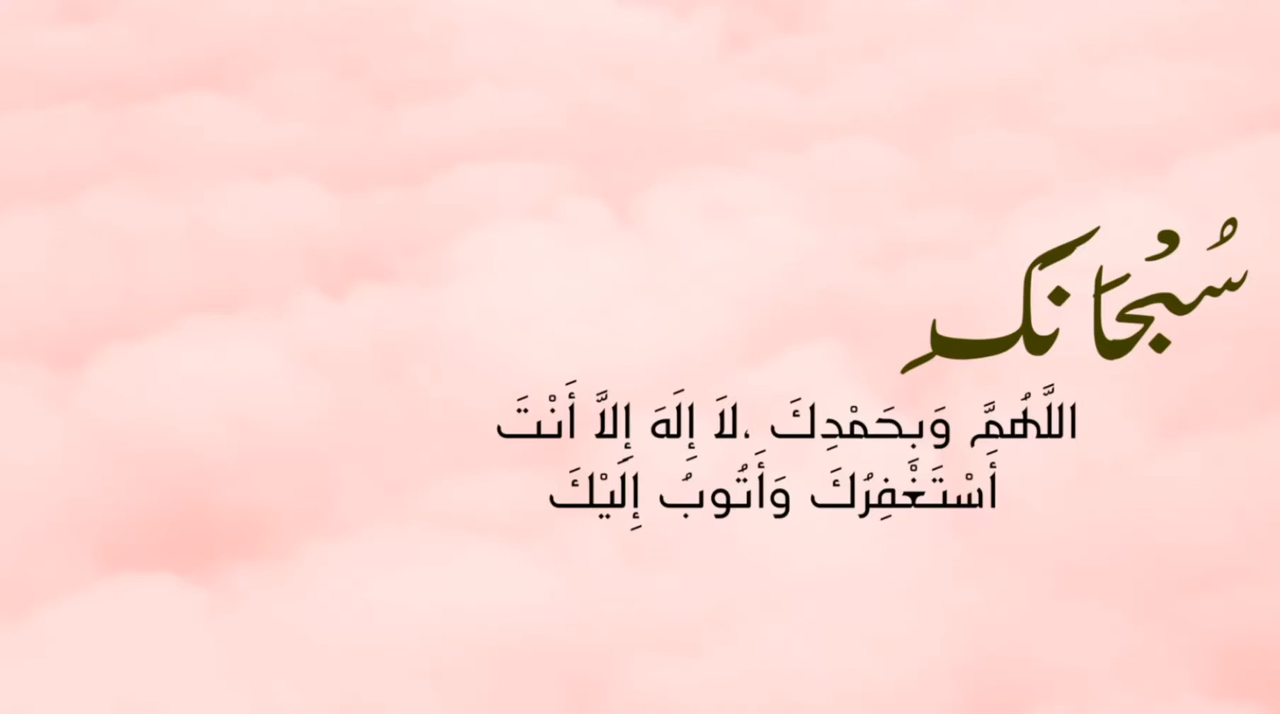 سُبْحَانَكِ
اللَّهُمَّ وَبِحَمْدِكَ ،لاَ إِلَهَ إِلاَّ أَنْتَ
أَسْتَغْفِرُكَ وَأَتُوبُ إِلَيْكَ